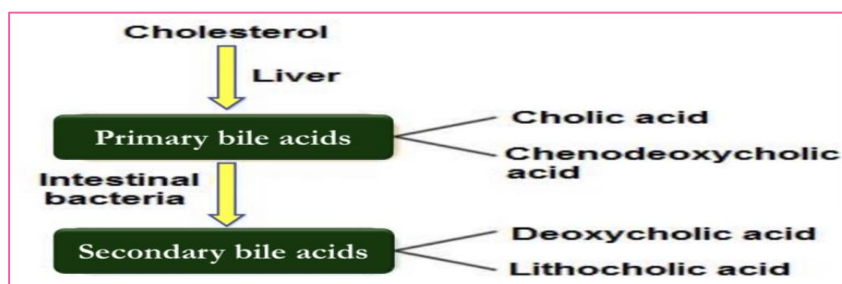 Cholesterol
Liver
Primary bile acids
Cholic acid
Chenodeoxycholic
acid
Intestinal
bacteria
Secondary bile acids
Deoxycholic acid
Lithocholic acid